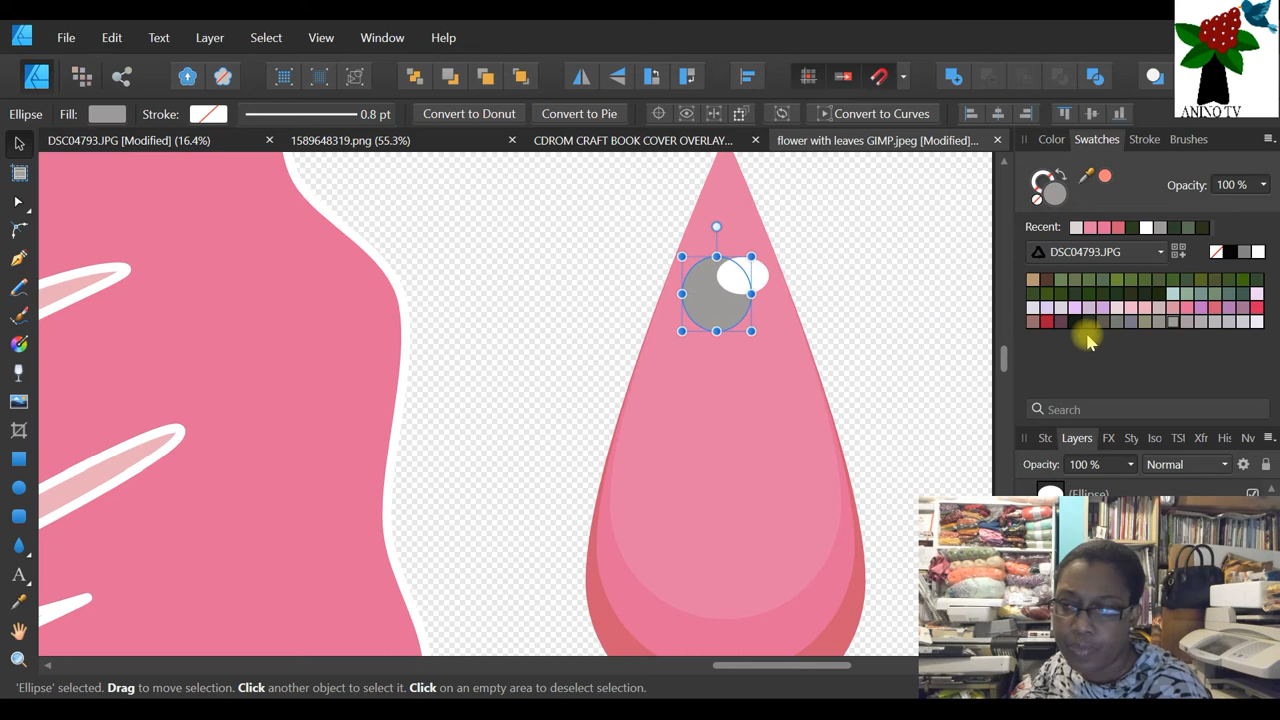 File Edit Text Layer Select View Window Help
ANINO TV
Ellipse Fill: Stroke: 0.8 pt Convert to Donut Convert to Pie Convert to Curves
DSC04793.JPG [Modified] (16.4%) 1589648319.png (55.3%) CDROM CRAFT BOOK COVER OVERLAY... flower with leaves GIMP.jpeg [Modified]...
Color Swatches Stroke Brushes
Opacity: 100 %
Recent:
DSC04793.JPG
Search
Stc Layers FX Sty Iso TSI Xfr His Nv
Opacity: 100 % Normal
(Ellipse)
'Ellipse' selected. Drag to move selection. Click another object to select it. Click on an empty area to deselect selection.